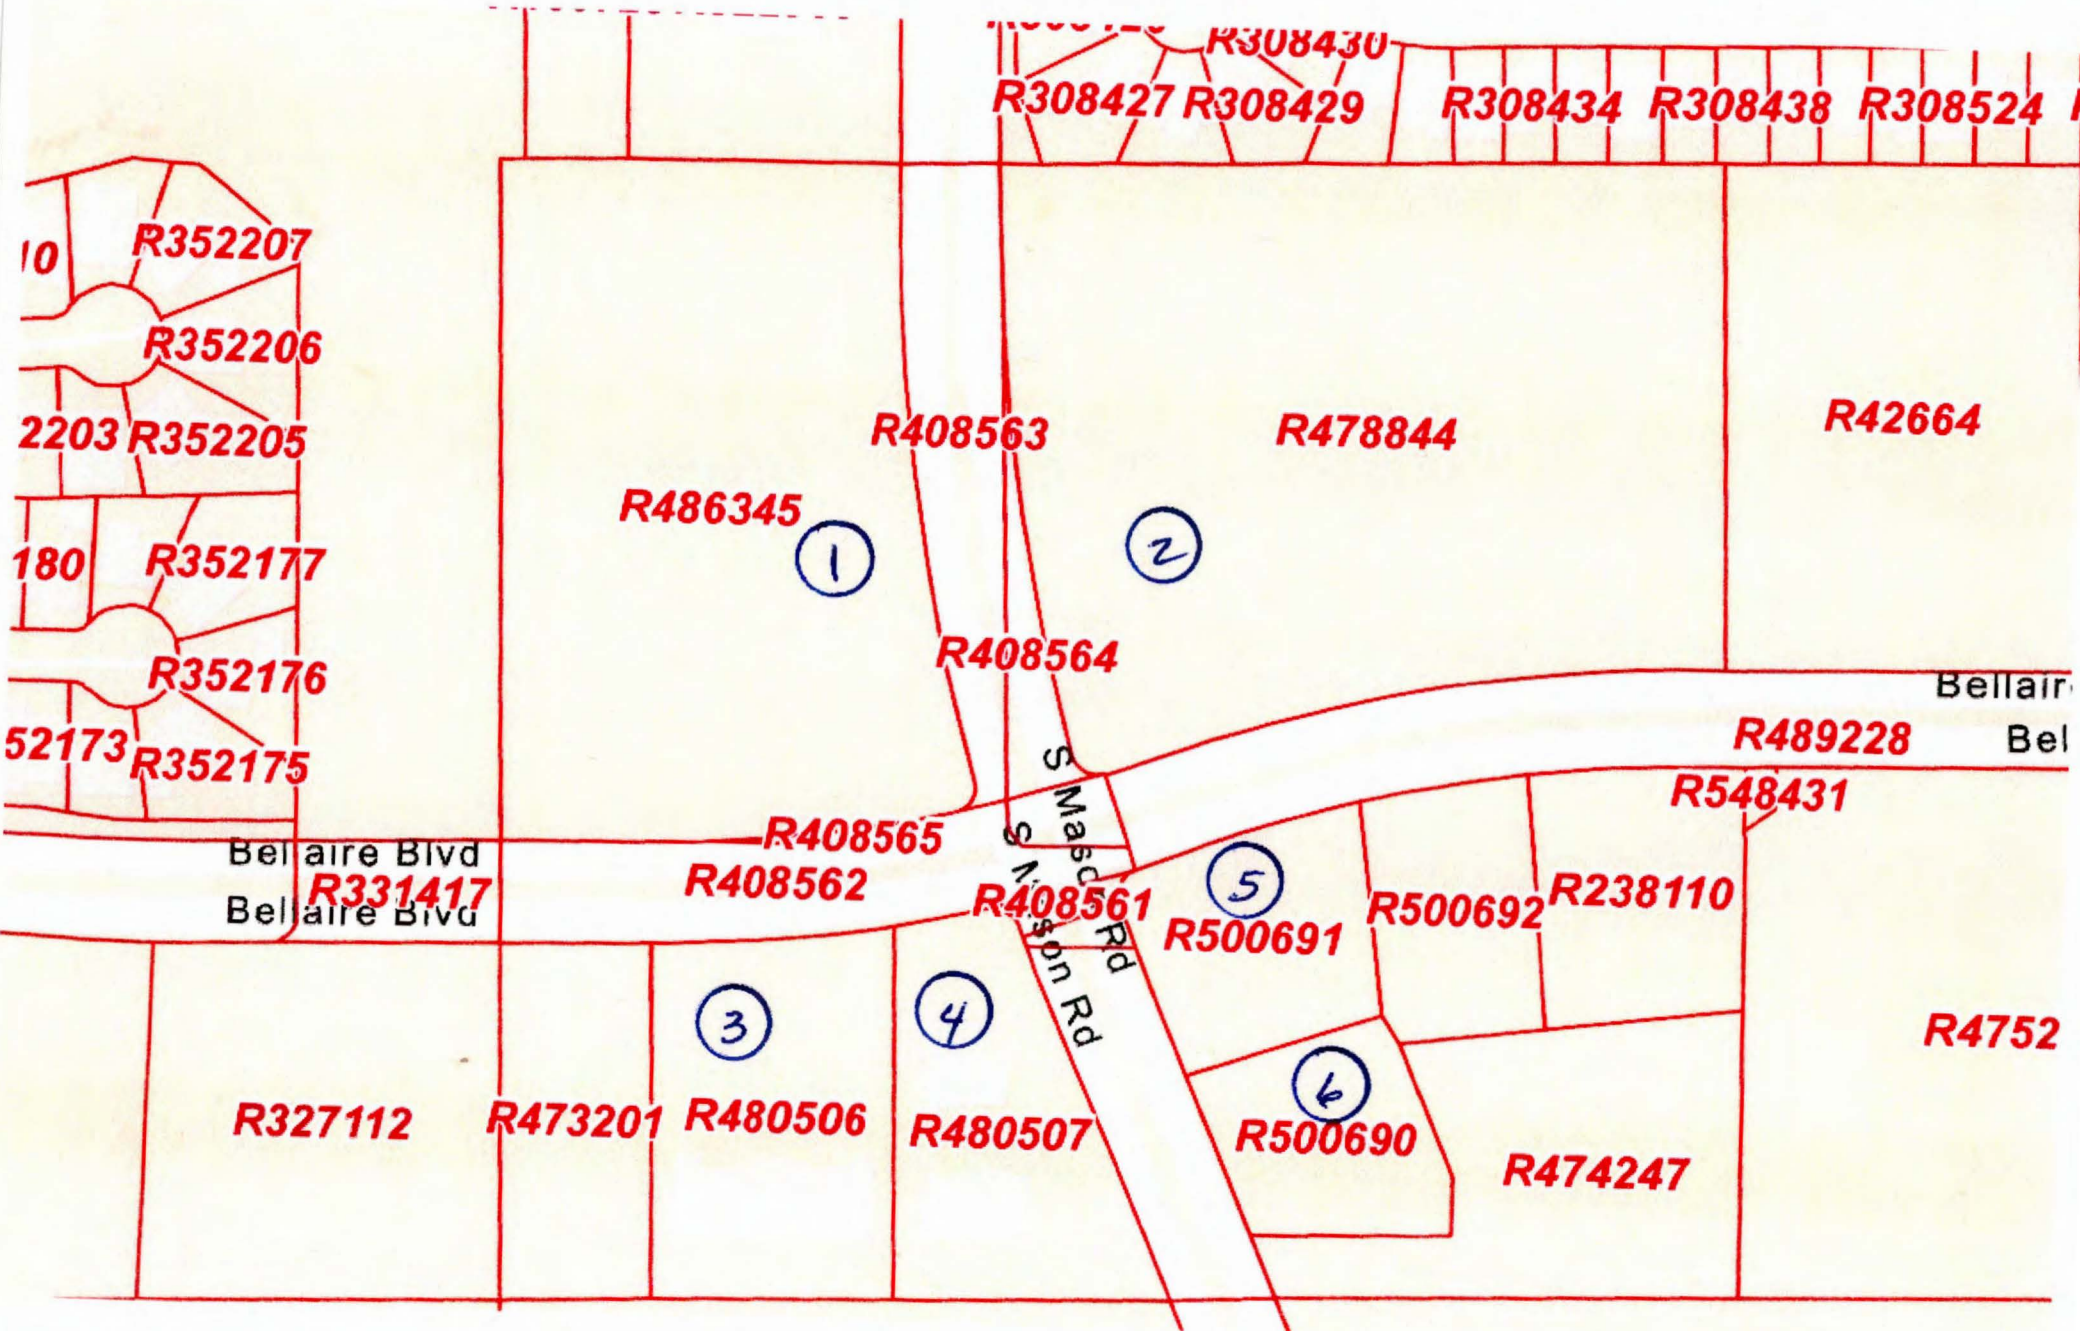 R308430
R308427 R308429 R308434 R308438 R308524
R352207
10
R352206
2203 R352205
R408563
R478844
R42664
R486345
1
2
180
R352177
R408564
R352176
Bellair
52173
R352175
R489228
Bel
S Mason Rd
R548431
R408565
Bellaire Blvd
R331417
Bellaire Blvd
R408562
R408561
S Mason Rd
5
R500691
R500692
R238110
3
4
R4752
6
R327112
R473201
R480506
R480507
R500690
R474247